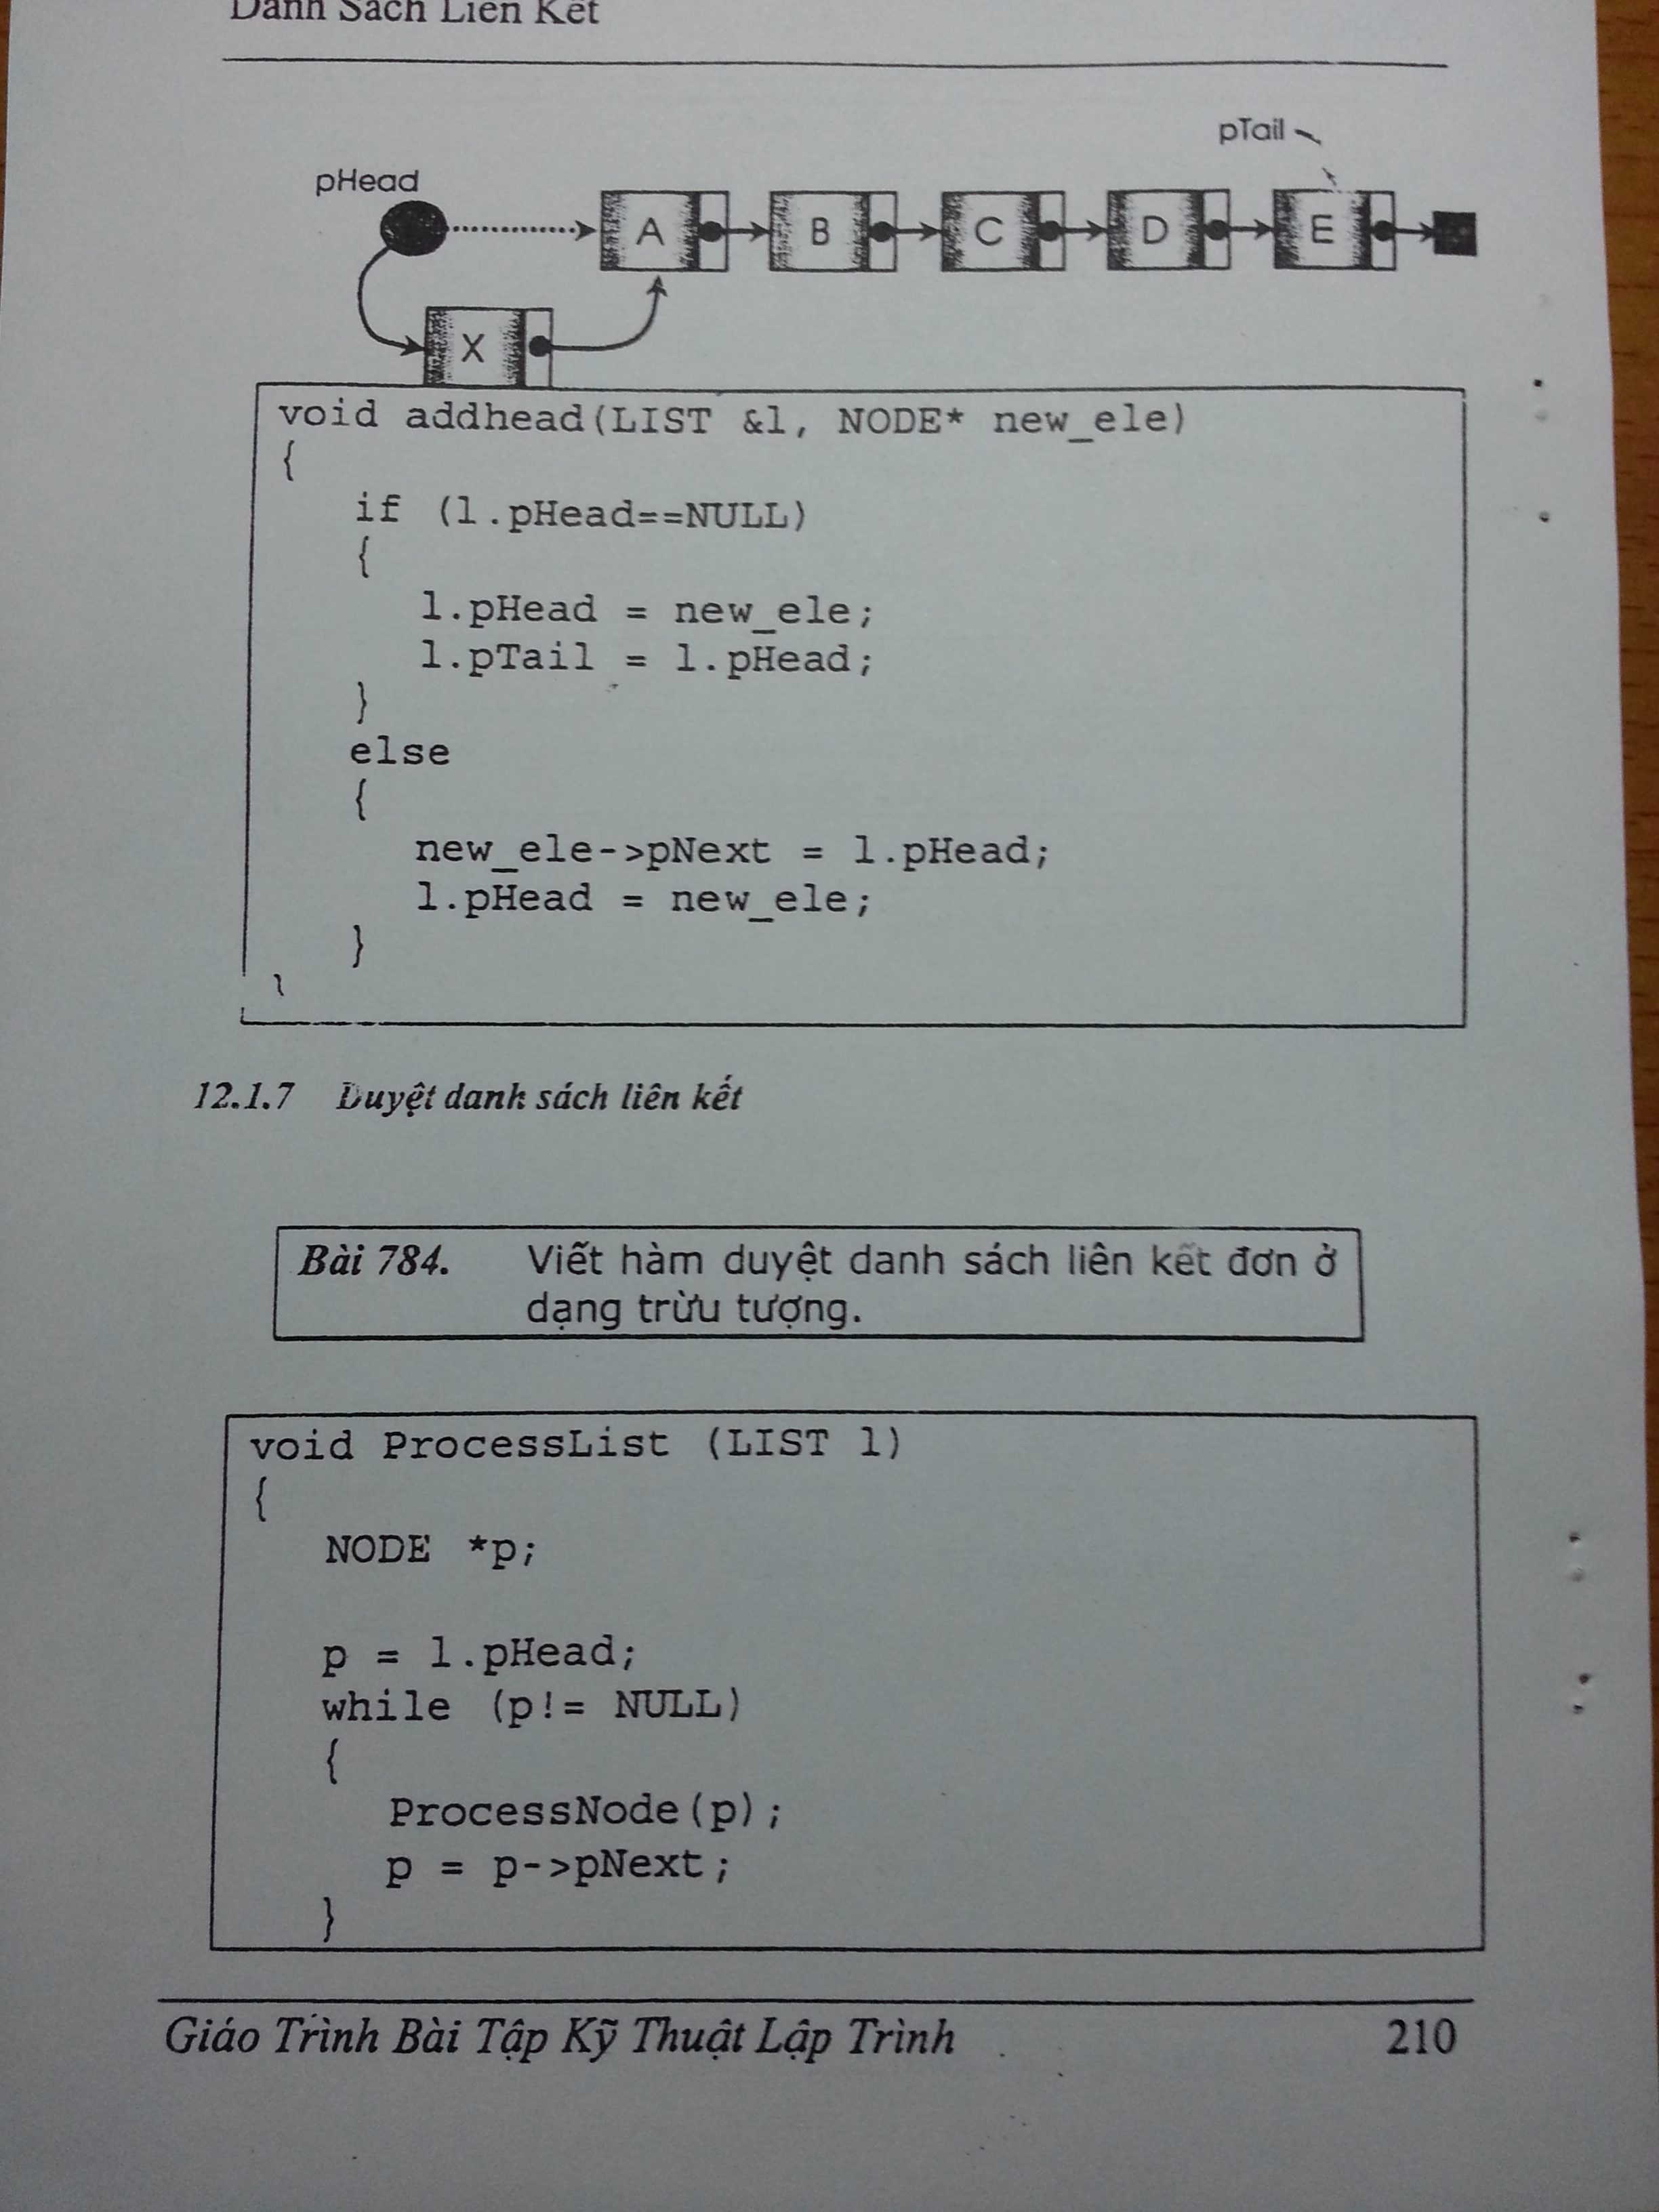 Danh Sách Liên Kết
pTail
pHead
A B C D E
X
void addhead(LIST &l, NODE* new_ele)
{
if (l.pHead==NULL)
{
l.pHead = new_ele;
l.pTail = l.pHead;
}
else
{
new_ele->pNext = l.pHead;
l.pHead = new_ele;
}
}
12.1.7 Duyệt danh sách liên kết
Bài 784. Viết hàm duyệt danh sách liên kết đơn ở
dạng trừu tượng.
void ProcessList (LIST l)
{
NODE *p;
p = l.pHead;
while (p!= NULL)
{
ProcessNode(p);
p = p->pNext;
}
Giáo Trình Bài Tập Kỹ Thuật Lập Trình 210